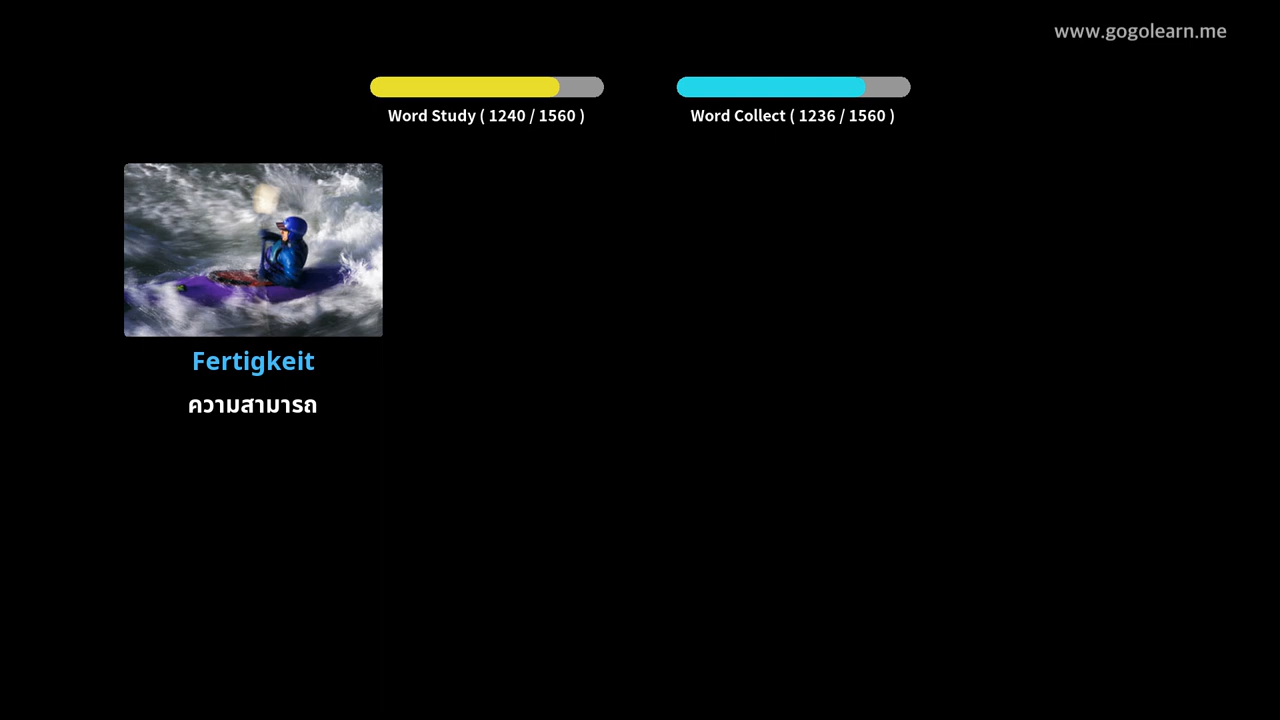 www.gogolearn.me
Word Study ( 1240 / 1560 )
Word Collect ( 1236 / 1560 )
Fertigkeit
ความสามารถ